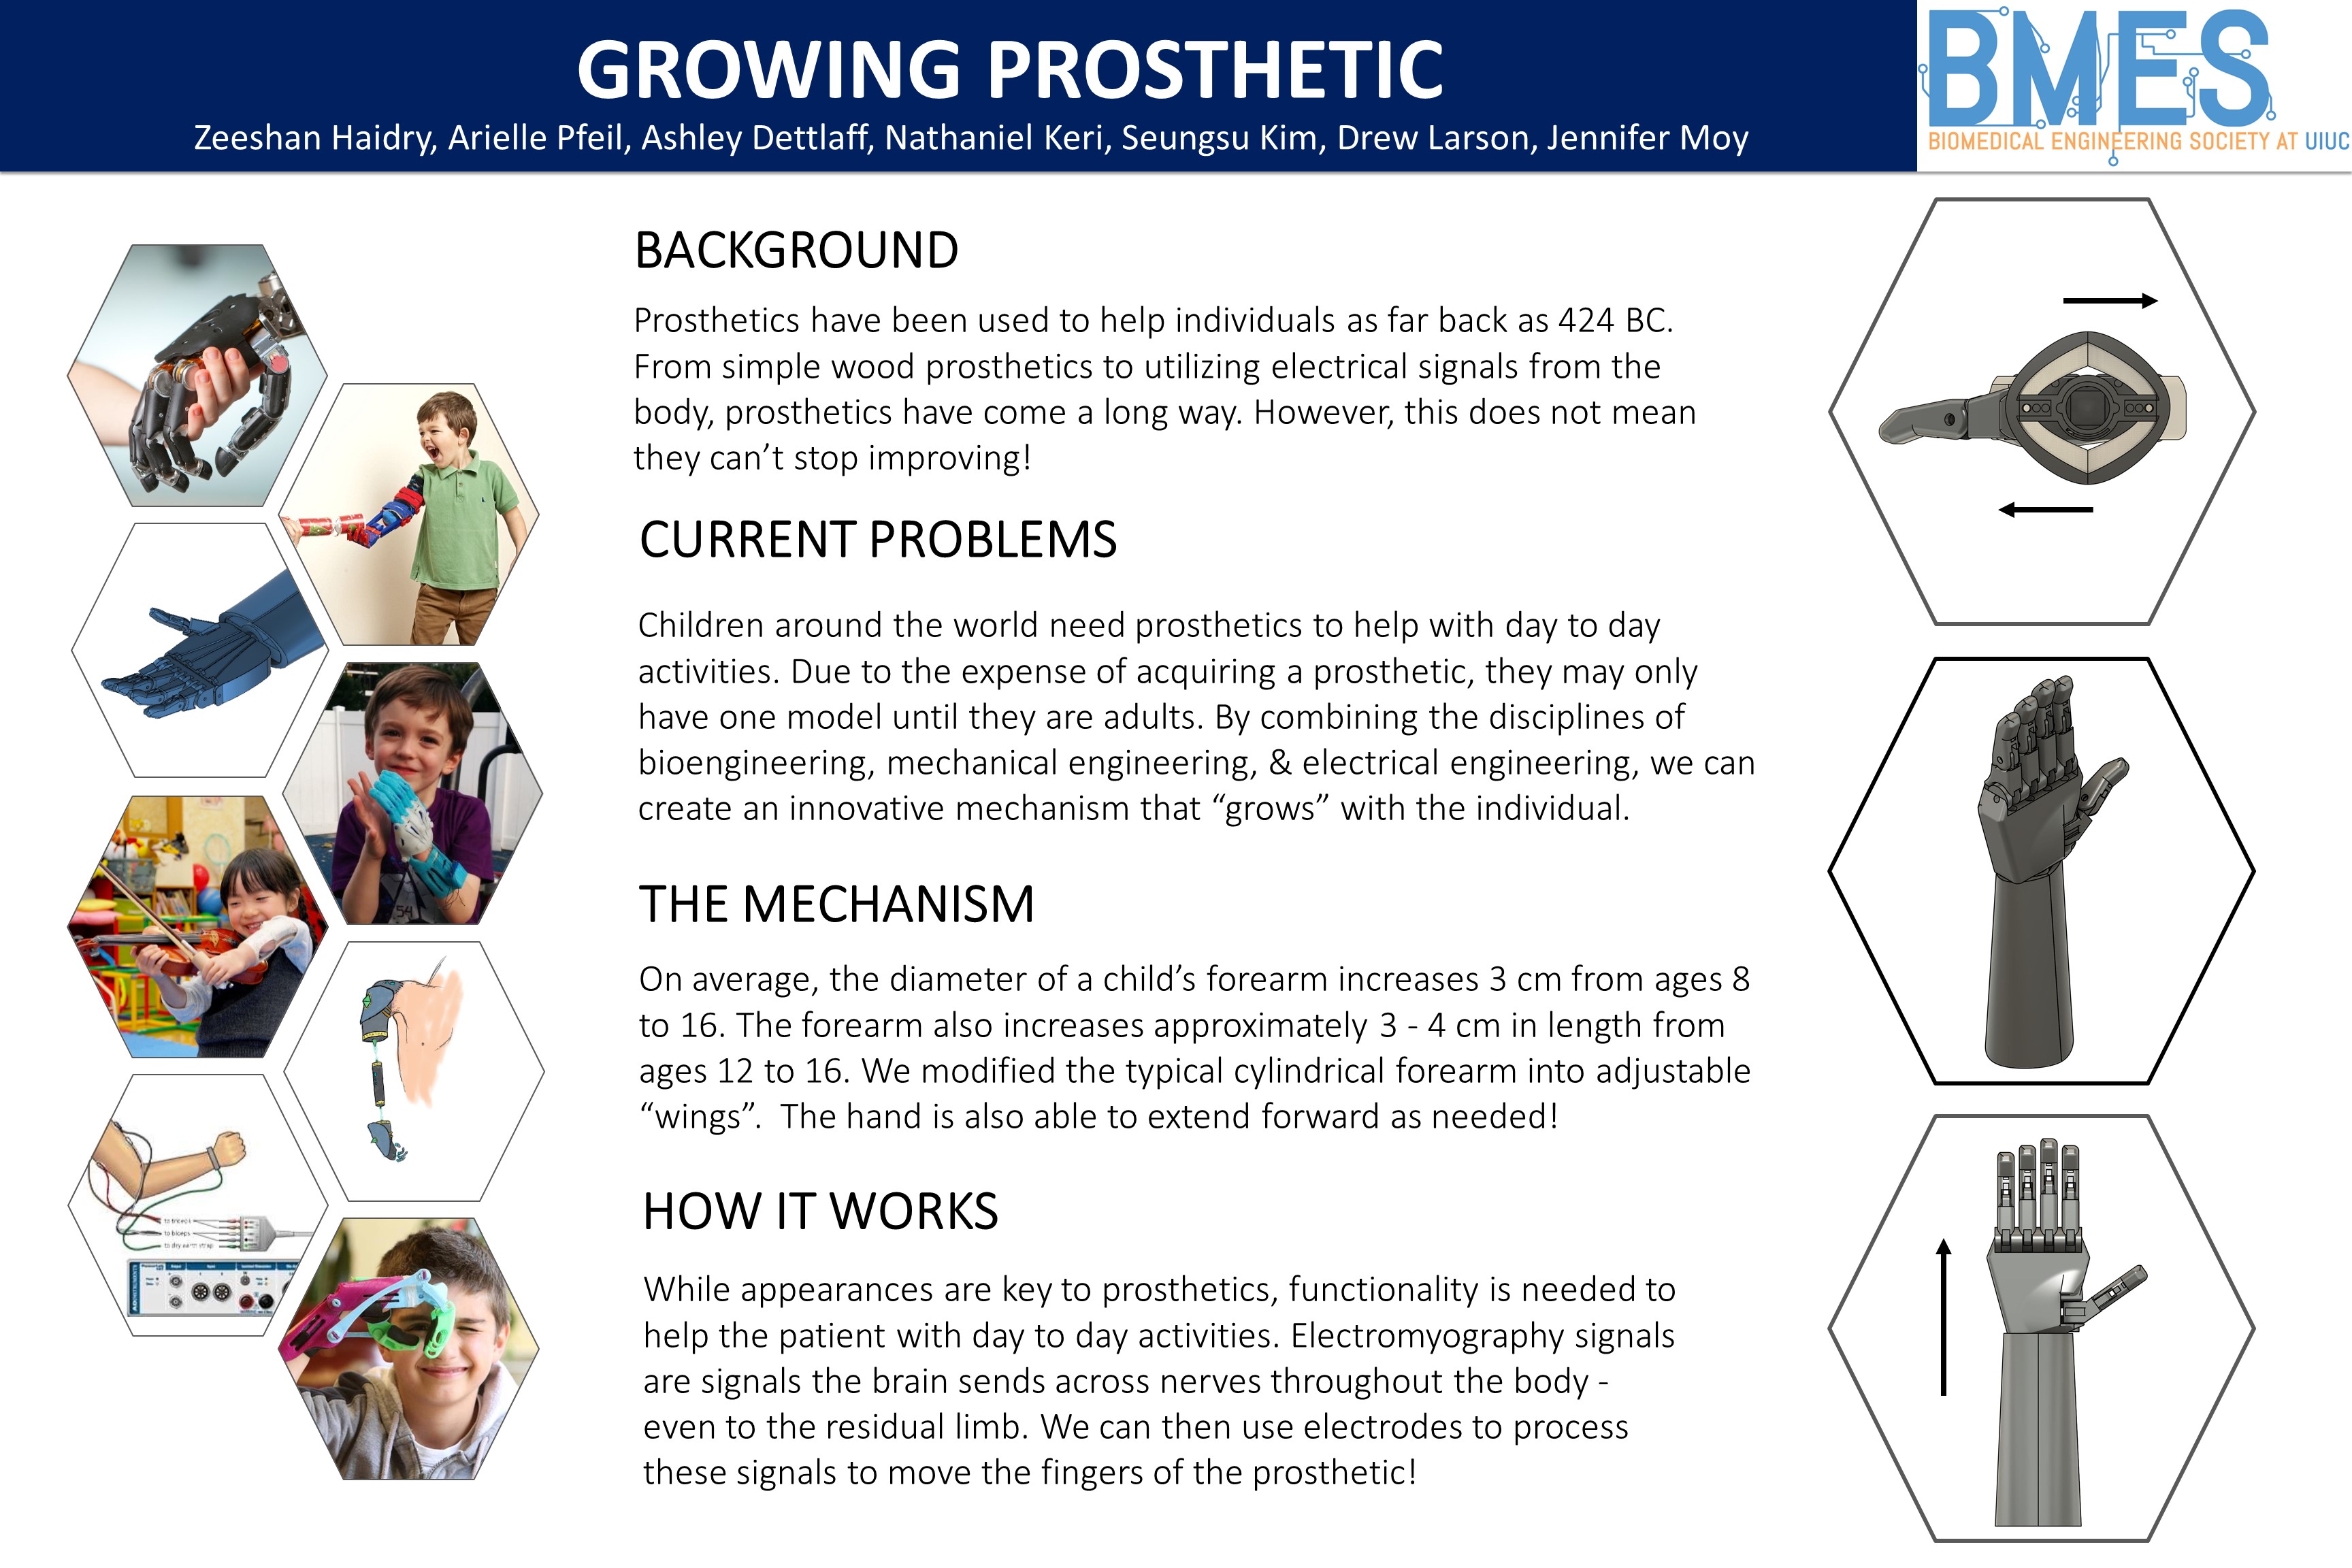 GROWING PROSTHETIC
Zeeshan Haidry, Arielle Pfeil, Ashley Dettlaff, Nathaniel Keri, Seungsu Kim, Drew Larson, Jennifer Moy
BMES
BIOMEDICAL ENGINEERING SOCIETY AT UIUC
BACKGROUND
Prosthetics have been used to help individuals as far back as 424 BC.
From simple wood prosthetics to utilizing electrical signals from the
body, prosthetics have come a long way. However, this does not mean
they can’t stop improving!
CURRENT PROBLEMS
Children around the world need prosthetics to help with day to day
activities. Due to the expense of acquiring a prosthetic, they may only
have one model until they are adults. By combining the disciplines of
bioengineering, mechanical engineering, & electrical engineering, we can
create an innovative mechanism that “grows” with the individual.
THE MECHANISM
On average, the diameter of a child’s forearm increases 3 cm from ages 8
to 16. The forearm also increases approximately 3 - 4 cm in length from
ages 12 to 16. We modified the typical cylindrical forearm into adjustable
“wings”.  The hand is also able to extend forward as needed!
HOW IT WORKS
While appearances are key to prosthetics, functionality is needed to
help the patient with day to day activities. Electromyography signals
are signals the brain sends across nerves throughout the body -
even to the residual limb. We can then use electrodes to process
these signals to move the fingers of the prosthetic!
to triceps
to biceps
to dry earth strap
54